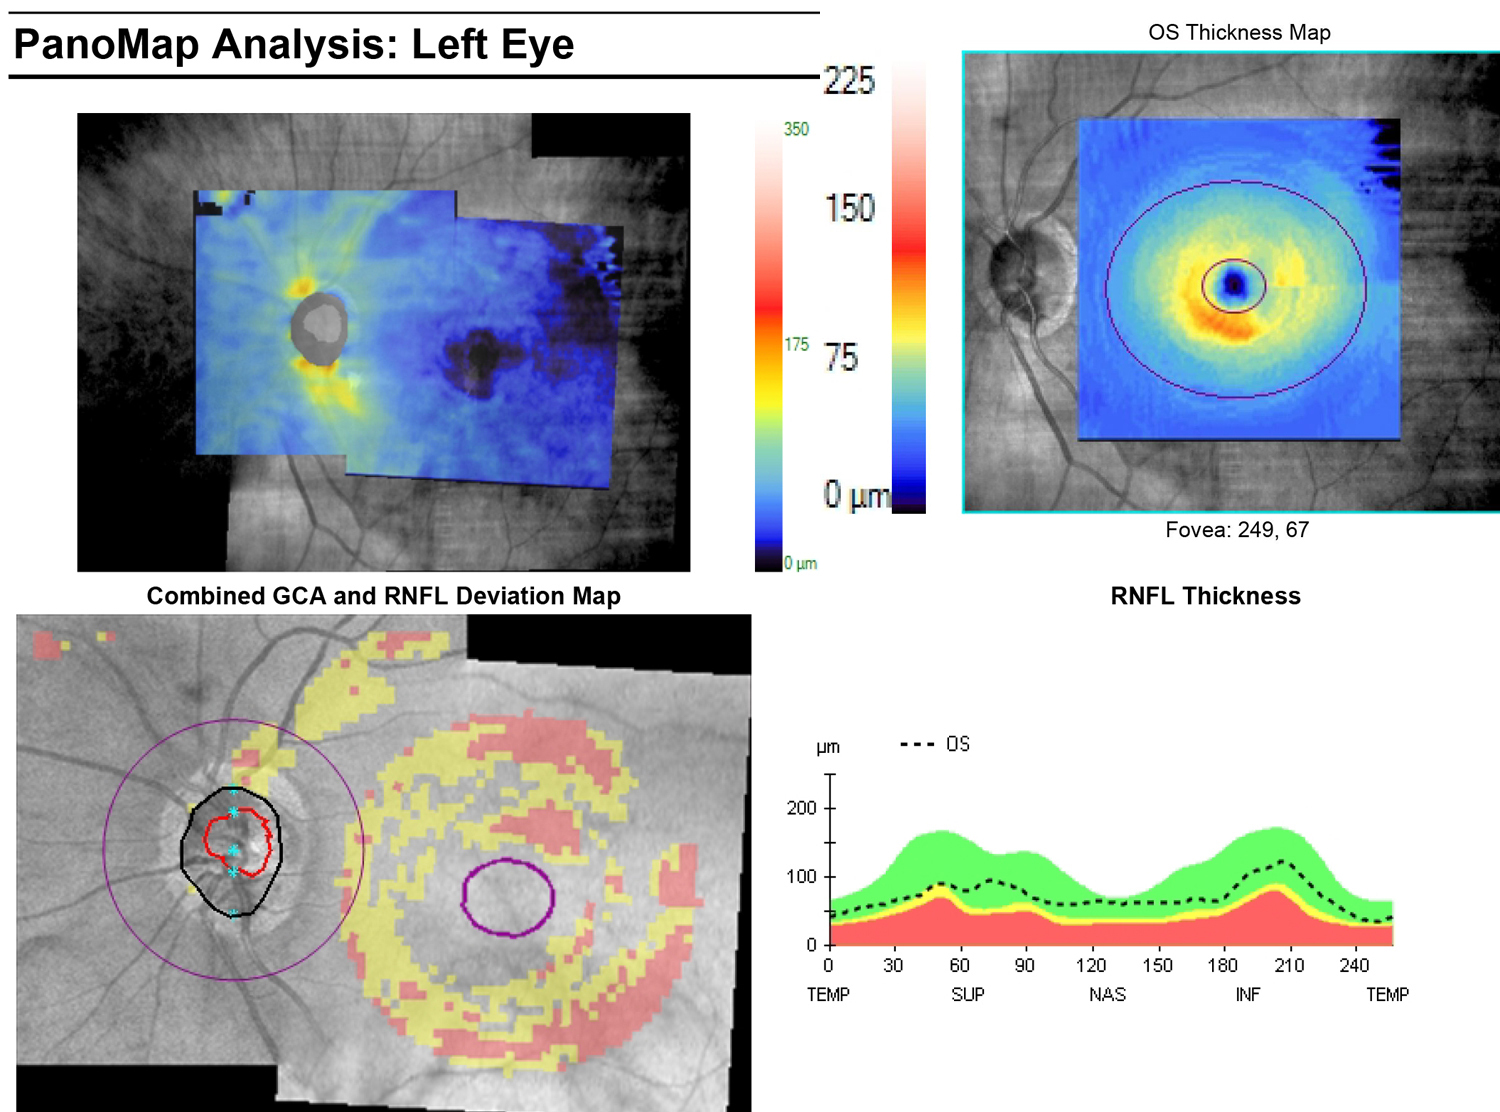 PanoMap Analysis: Left Eye
350
175
0 µm
225
150
75
0 µm
OS Thickness Map
Fovea: 249, 67
Combined GCA and RNFL Deviation Map
RNFL Thickness
µm
OS
200
100
0
0 30 60 90 120 150 180 210 240
TEMP SUP NAS INF TEMP